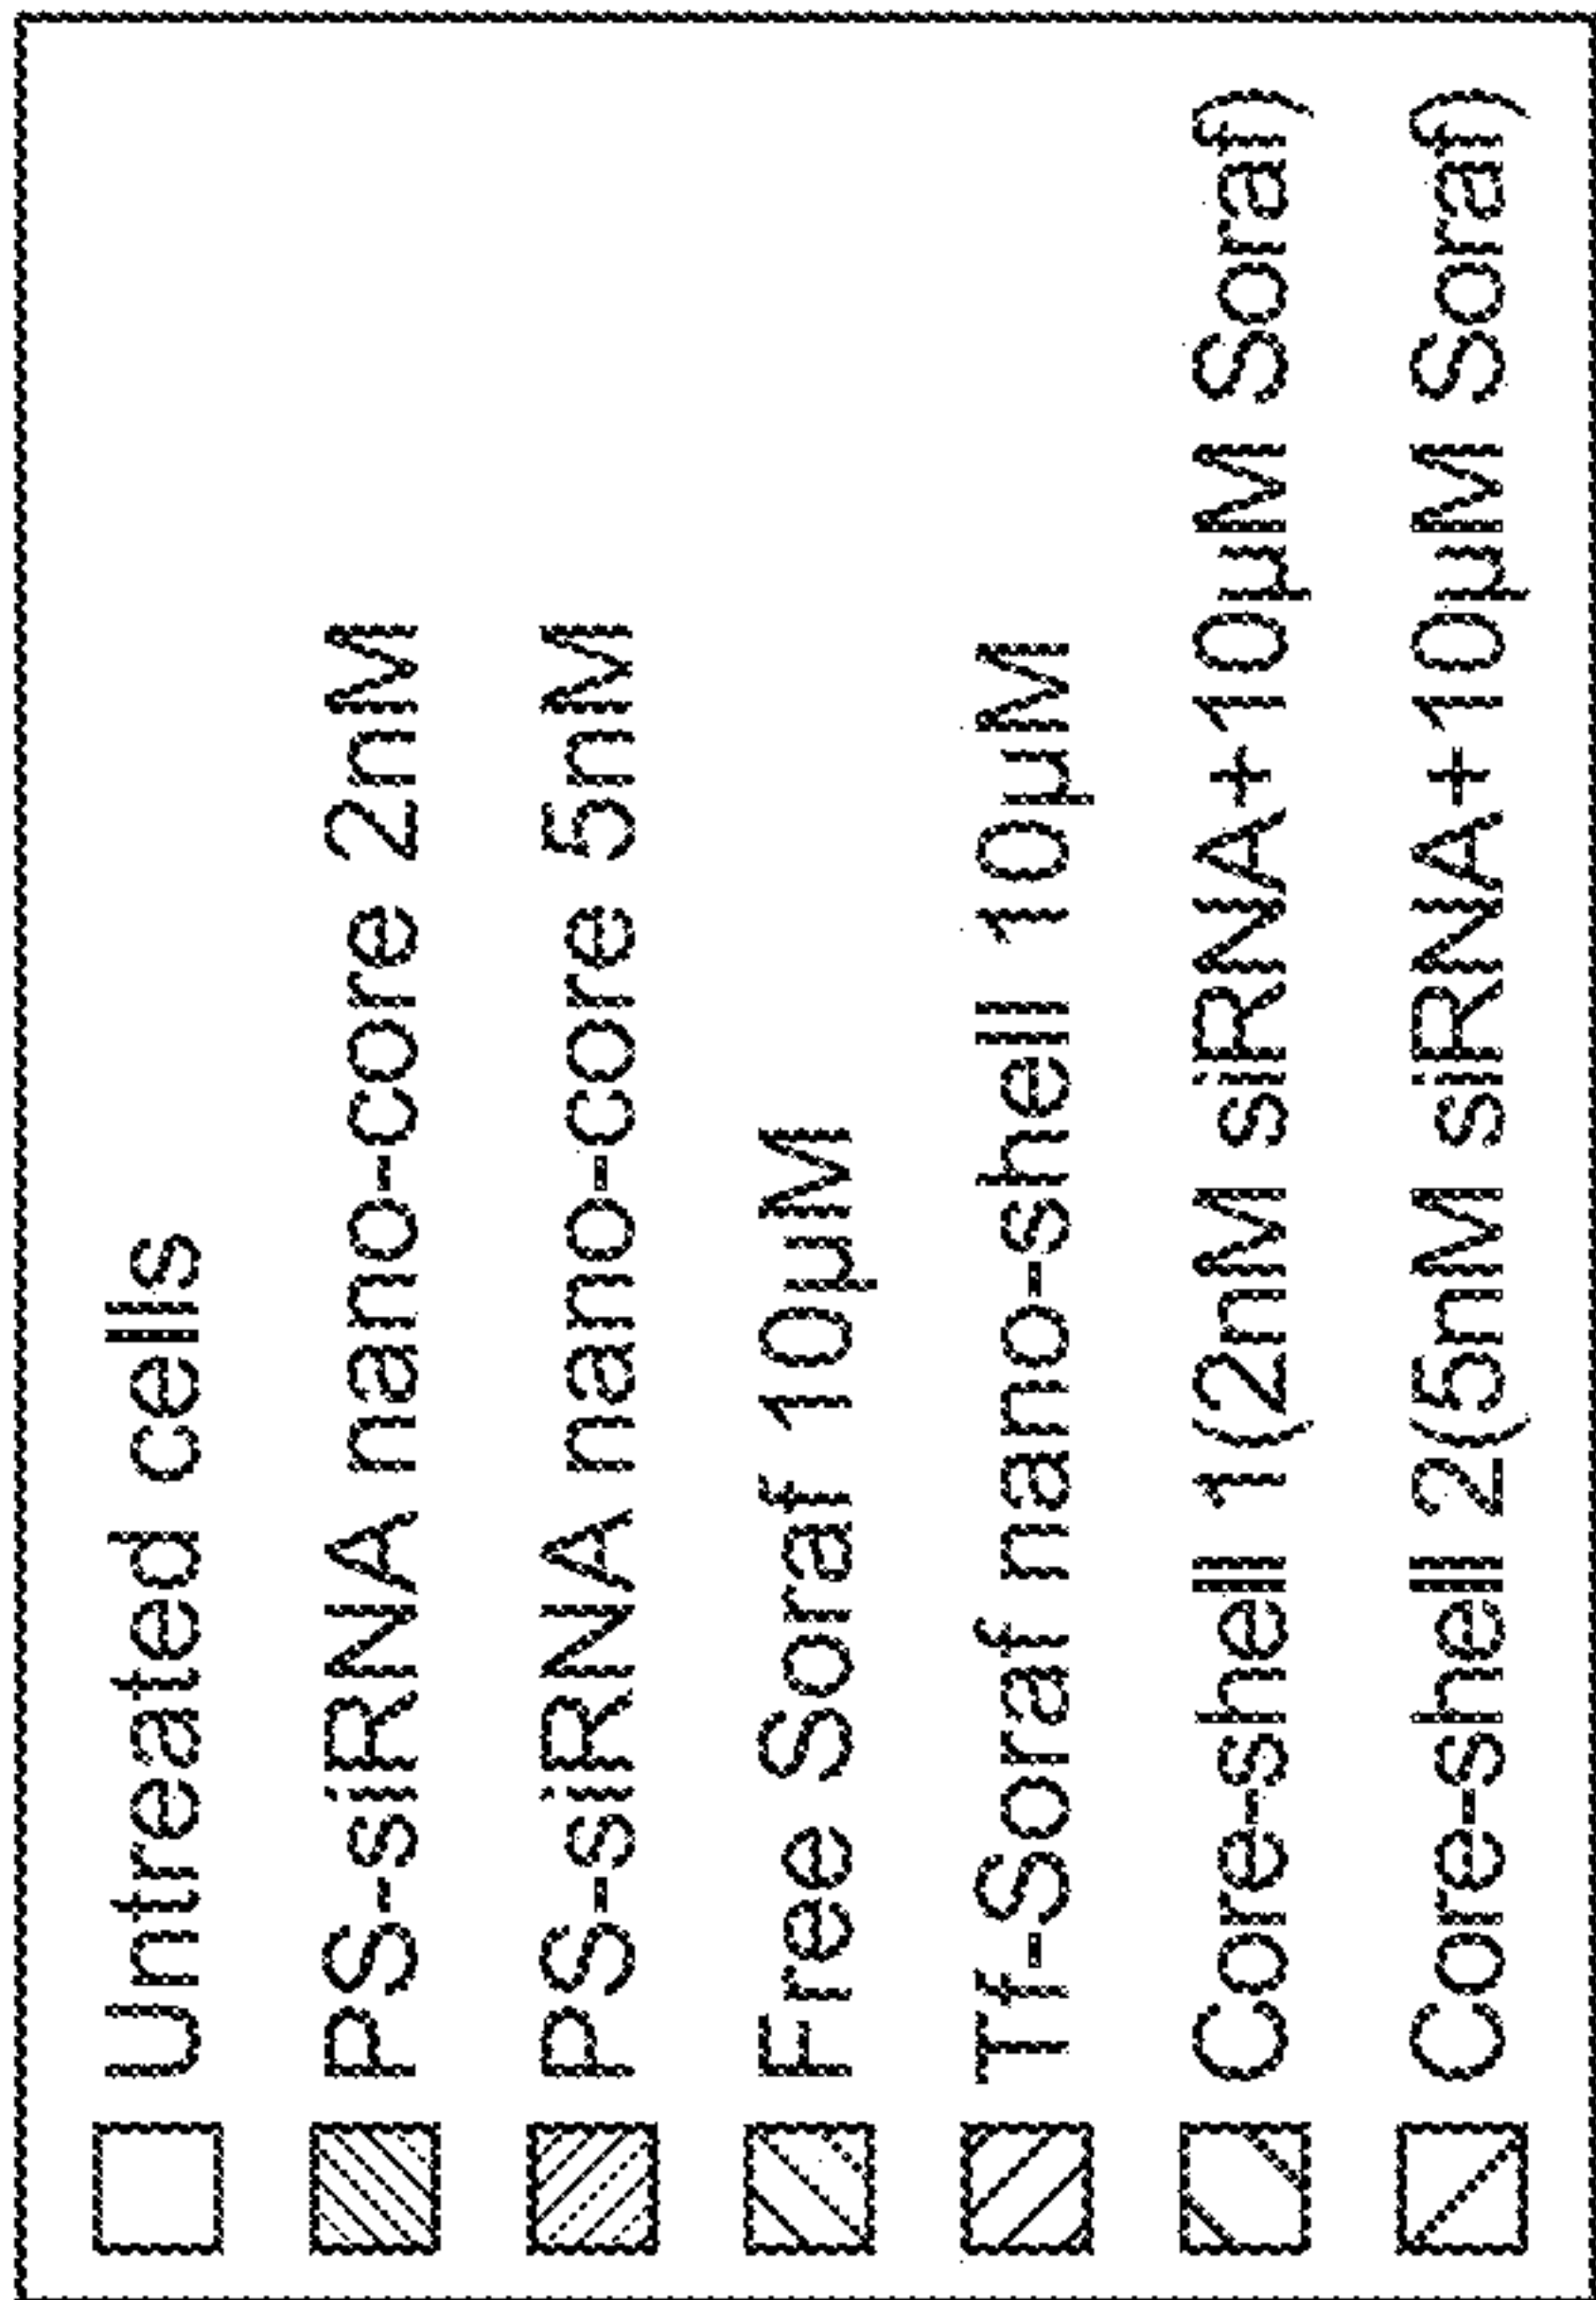 Untreated cells
PS-siRNA nano-core 2nM
PS-siRNA nano-core 5nM
Free Soraf 10µM
Tf-Soraf nano-shell 10µM
Core-shell 1(2nM siRNA+10µM Soraf)
Core-shell 2(5nM siRNA+10µM Soraf)